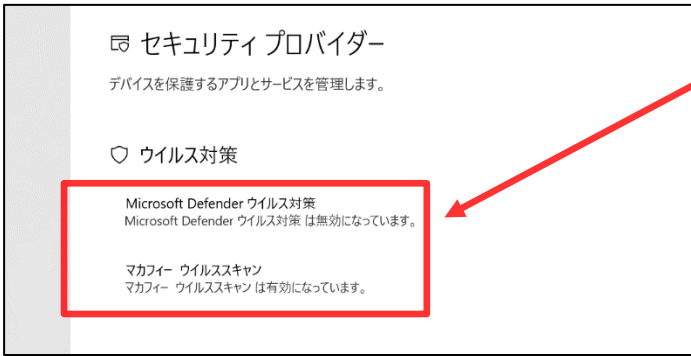 セキュリティ プロバイダー
デバイスを保護するアプリとサービスを管理します。
ウイルス対策
Microsoft Defender ウイルス対策
Microsoft Defender ウイルス対策 は無効になっています。
マカフィー ウイルススキャン
マカフィー ウイルススキャン は有効になっています。